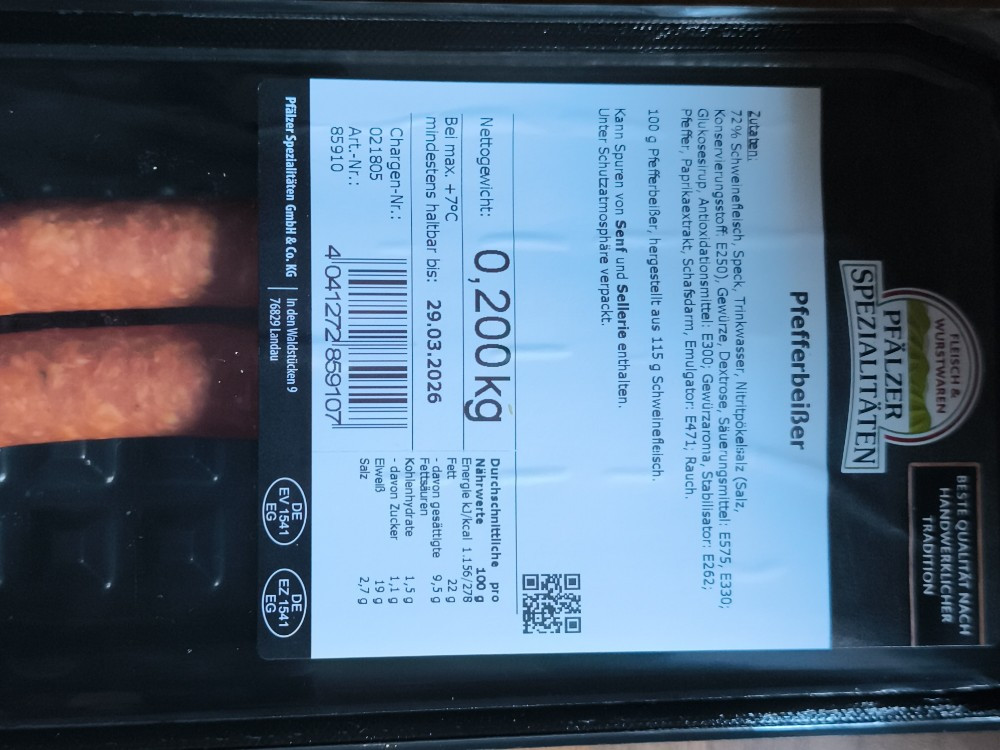 FLEISCH &
WURSTWAREN
PFÄLZER
SPEZIALITÄTEN
BESTE QUALITÄT NACH
HANDWERKLICHER
TRADITION
Pfefferbeißer
Zutaten:
72% Schweinefleisch, Speck, Trinkwasser, Nitritpökelsalz (Salz,
Konservierungsstoff: E250), Gewürze, Dextrose, Säuerungsmittel: E575, E330;
Glukosesirup, Antioxidationsmittel: E300; Gewürzaroma, Stabilisator: E262;
Pfeffer, Paprikaextrakt, Schafsdarm, Emulgator: E471; Rauch.
100 g Pfefferbeißer, hergestellt aus 115 g Schweinefleisch.
Kann Spuren von Senf und Sellerie enthalten.
Unter Schutzatmosphäre verpackt.
Nettogewicht: 0,200kg
Bei max. +7°C
mindestens haltbar bis: 29.03.2026
Chargen-Nr.:
021805
Art.-Nr.:
85910
4 041272 859107
Durchschnittliche pro
Nährwerte 100 g
Energie kJ/kcal 1.156/278
Fett 22 g
- davon gesättigte 9,5 g
Fettsäuren
Kohlenhydrate 1,5 g
- davon Zucker 1,1 g
Eiweiß 19 g
Salz 2,7 g
Pfälzer Spezialitäten GmbH & Co. KG
In den Waldstücken 9
76829 Landau
DE
EV 1541
EG
DE
EZ 1541
EG